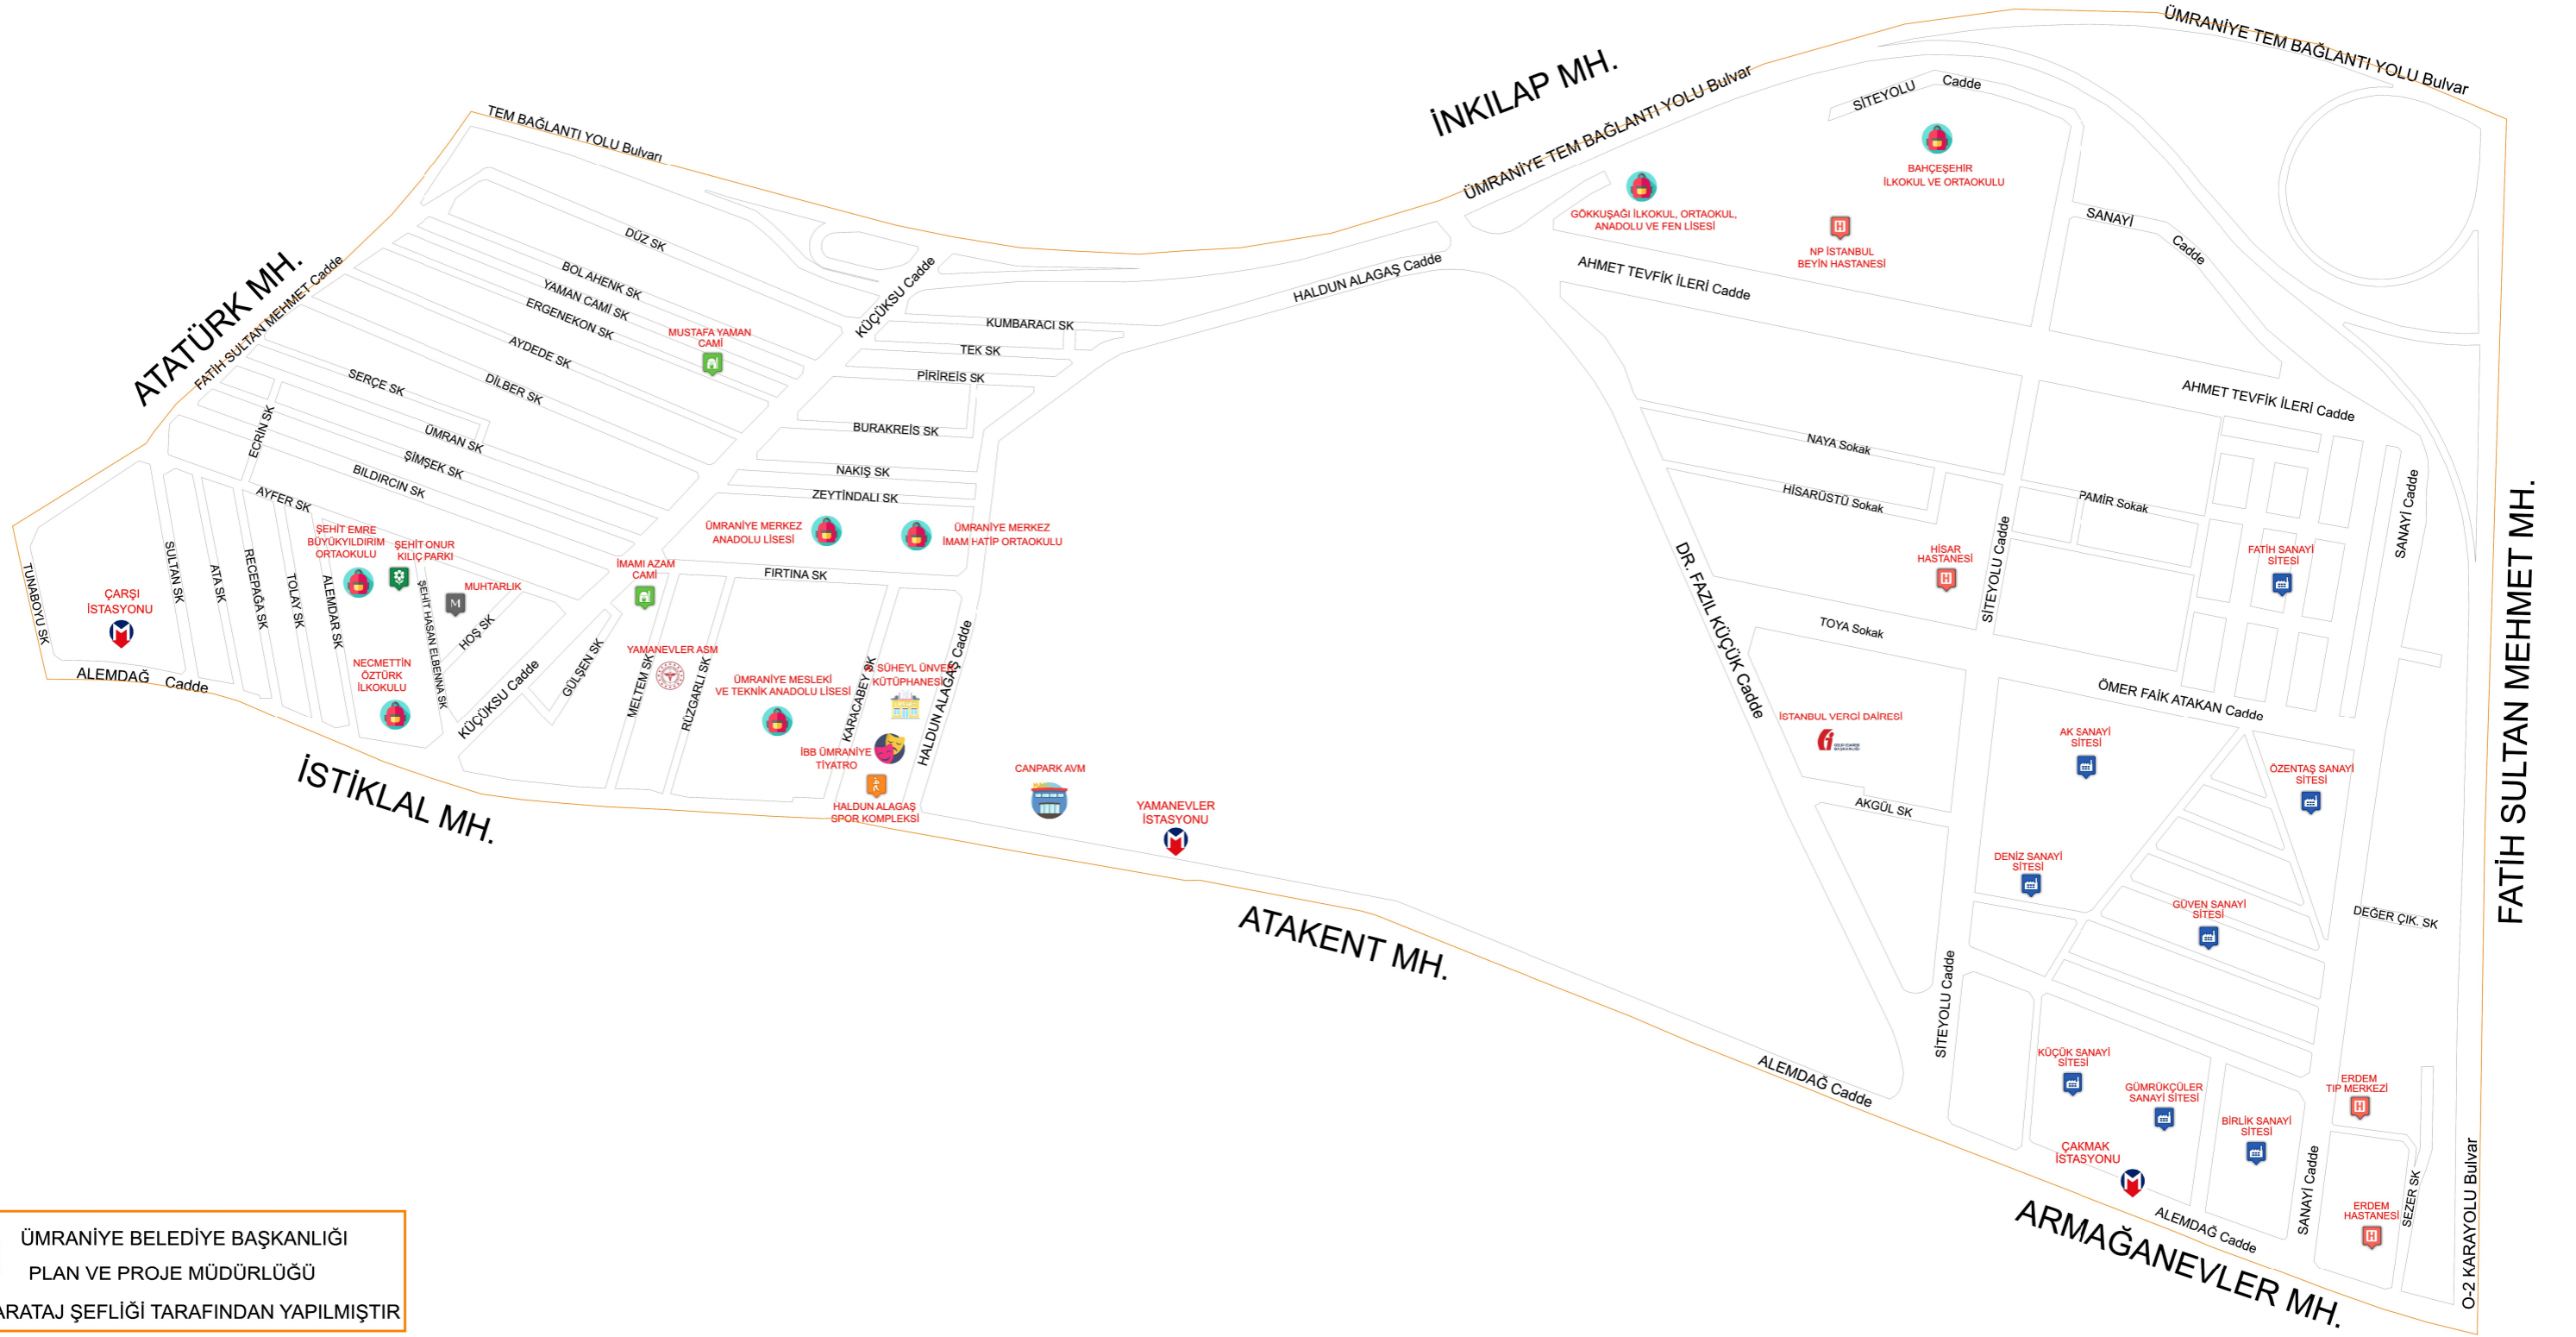 ÜMRANİYE TEM BAĞLANTI YOLU Bulvar
İNKILAP MH.
ÜMRANİYE TEM BAĞLANTI YOLU Bulvar
SİTEYOLU Cadde
BAHÇEŞEHİR
İLKOKUL VE ORTAOKULU
GÖKKUŞAĞI İLKOKUL, ORTAOKUL,
ANADOLU VE FEN LİSESİ
NP İSTANBUL
BEYİN HASTANESİ
SANAYİ Cadde
TEM BAĞLANTI YOLU Bulvarı
ATATÜRK MH.
FATİH SULTAN MEHMET Cadde
DÜZ SK
BOL AHENK SK
YAMAN CAMİ SK
ERGENEKON SK
MUSTAFA YAMAN
CAMİ
AYDEDE SK
DİLBER SK
SERÇE SK
ÜMRAN SK
ŞİMŞEK SK
BILDIRCIN SK
ECRİN SK
AYFER SK
KÜÇÜKSU Cadde
KUMBARACI SK
TEK SK
PİRİREİS SK
BURAKREİS SK
NAKIŞ SK
ZEYTİNDALI SK
HALDUN ALAGAŞ Cadde
AHMET TEVFİK İLERİ Cadde
AHMET TEVFİK İLERİ Cadde
NAYA Sokak
HİSARÜSTÜ Sokak
PAMİR Sokak
SANAYİ Cadde
HİSAR
HASTANESİ
SİTEYOLU Cadde
FATİH SANAYİ
SİTESİ
FATİH SULTAN MEHMET MH.
ŞEHİT EMRE
BÜYÜKYILDIRIM
ORTAOKULU
ŞEHİT ONUR
KILIÇ PARKI
MUHTARLIK
HOŞ SK
ŞEHİT HASAN ELBENNA SK
NECMETTİN
ÖZTÜRK
İLKOKULU
TUNABOYU SK
ÇARŞI
İSTASYONU
SULTAN SK
ATA SK
RECEPAĞA SK
TOLAY SK
ALEMDAR SK
ALEMDAĞ Cadde
KÜÇÜKSU Cadde
GÜLŞEN SK
İMAMI AZAM
CAMİ
ÜMRANİYE MERKEZ
ANADOLU LİSESİ
ÜMRANİYE MERKEZ
İMAM HATİP ORTAOKULU
FIRTINA SK
YAMANEVLER ASM
MELTEM SK
RÜZGARLI SK
ÜMRANİYE MESLEKİ
VE TEKNİK ANADOLU LİSESİ
KARACABEY SK
SÜHEYL ÜNVER
KÜTÜPHANESİ
HALDUN ALAGAŞ Cadde
İBB ÜMRANİYE
TİYATRO
HALDUN ALAGAŞ
SPOR KOMPLEKSİ
CANPARK AVM
YAMANEVLER
İSTASYONU
İSTİKLAL MH.
ATAKENT MH.
DR. FAZIL KÜÇÜK Cadde
TOYA Sokak
ÖMER FAİK ATAKAN Cadde
İSTANBUL VERGİ DAİRESİ
AK SANAYİ
SİTESİ
ÖZENTAŞ SANAYİ
SİTESİ
AKGÜL SK
DENİZ SANAYİ
SİTESİ
GÜVEN SANAYİ
SİTESİ
DEĞER ÇIK. SK
SİTEYOLU Cadde
ALEMDAĞ Cadde
KÜÇÜK SANAYİ
SİTESİ
GÜMRÜKÇÜLER
SANAYİ SİTESİ
BİRLİK SANAYİ
SİTESİ
ERDEM
TIP MERKEZİ
ÇAKMAK
İSTASYONU
ALEMDAĞ Cadde
SANAYİ Cadde
ERDEM
HASTANESİ
SEZER SK
O-2 KARAYOLU Bulvar
ARMAĞANEVLER MH.
ÜMRANİYE BELEDİYE BAŞKANLIĞI
PLAN VE PROJE MÜDÜRLÜĞÜ
ARATAJ ŞEFLİĞİ TARAFINDAN YAPILMIŞTIR